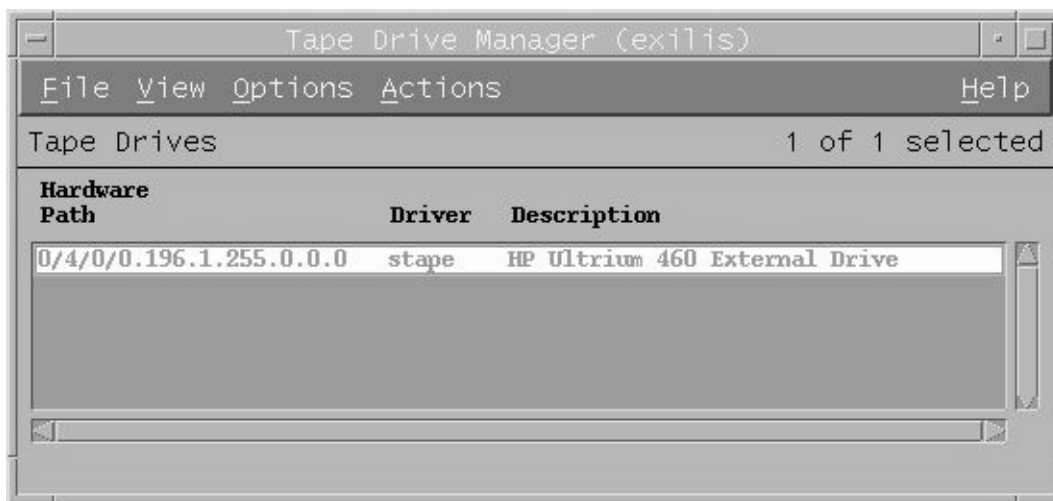 Tape Drive Manager (exilis)
File View Options Actions Help
Tape Drives 1 of 1 selected
Hardware
Path Driver Description
0/4/0/0.196.1.255.0.0.0 stape HP Ultrium 460 External Drive